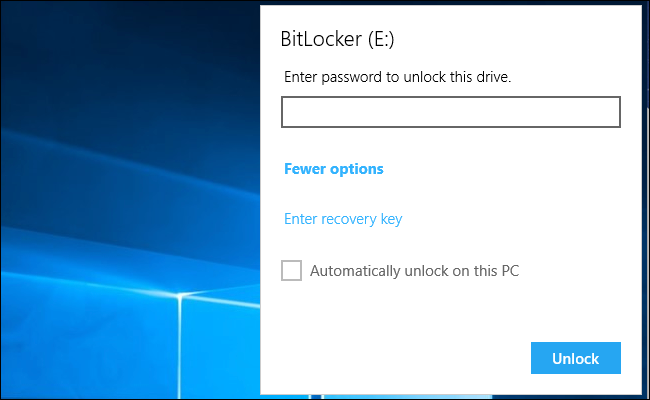 BitLocker (E:)
Enter password to unlock this drive.
Fewer options
Enter recovery key
Automatically unlock on this PC
Unlock